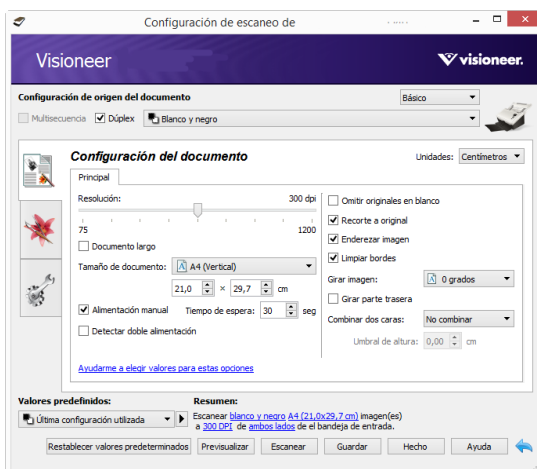 Configuración de escaneo de
Visioneer
visioneer.
Configuración de origen del documento
Básico
Multisecuencia
Dúplex
Blanco y negro
Configuración del documento
Unidades:
Centímetros
Principal
Resolución:
300 dpi
75
1200
Documento largo
Tamaño de documento:
A4 (Vertical)
21,0 × 29,7 cm
Alimentación manual
Tiempo de espera: 30 seg
Detectar doble alimentación
Ayudarme a elegir valores para estas opciones
Omitir originales en blanco
Recorte a original
Enderezar imagen
Limpiar bordes
Girar imagen:
0 grados
Girar parte trasera
Combinar dos caras:
No combinar
Umbral de altura: 0,00 cm
Valores predefinidos:
Última configuración utilizada
Resumen:
Escanear blanco y negro A4 (21,0x29,7 cm) imagen(es)
a 300 DPI de ambos lados de el bandeja de entrada.
Restablecer valores predeterminados
Previsualizar
Escanear
Guardar
Hecho
Ayuda